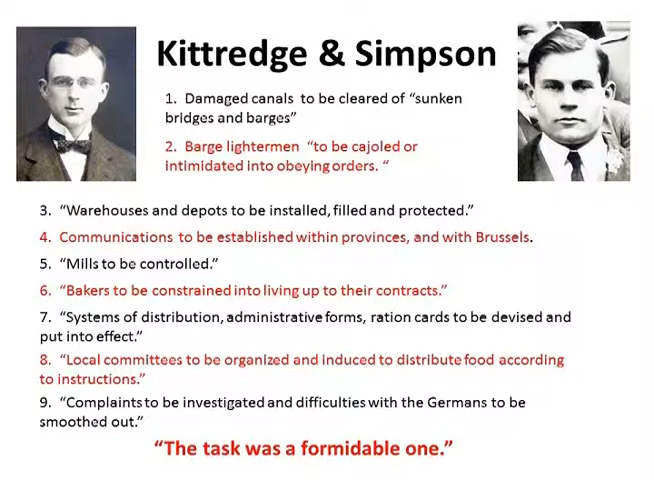 Kittredge & Simpson
1. Damaged canals to be cleared of “sunken
bridges and barges”
2. Barge lightermen “to be cajoled or
intimidated into obeying orders. “
3. “Warehouses and depots to be installed, filled and protected.”
4. Communications to be established within provinces, and with Brussels.
5. “Mills to be controlled.”
6. “Bakers to be constrained into living up to their contracts.”
7. “Systems of distribution, administrative forms, ration cards to be devised and
put into effect.”
8. “Local committees to be organized and induced to distribute food according
to instructions.”
9. “Complaints to be investigated and difficulties with the Germans to be
smoothed out.”
“The task was a formidable one.”